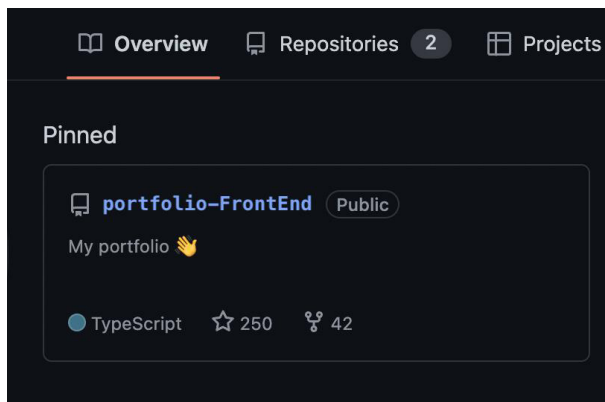 Overview Repositories 2 Projects
Pinned
portfolio-FrontEnd Public
My portfolio 👋
TypeScript 250 42